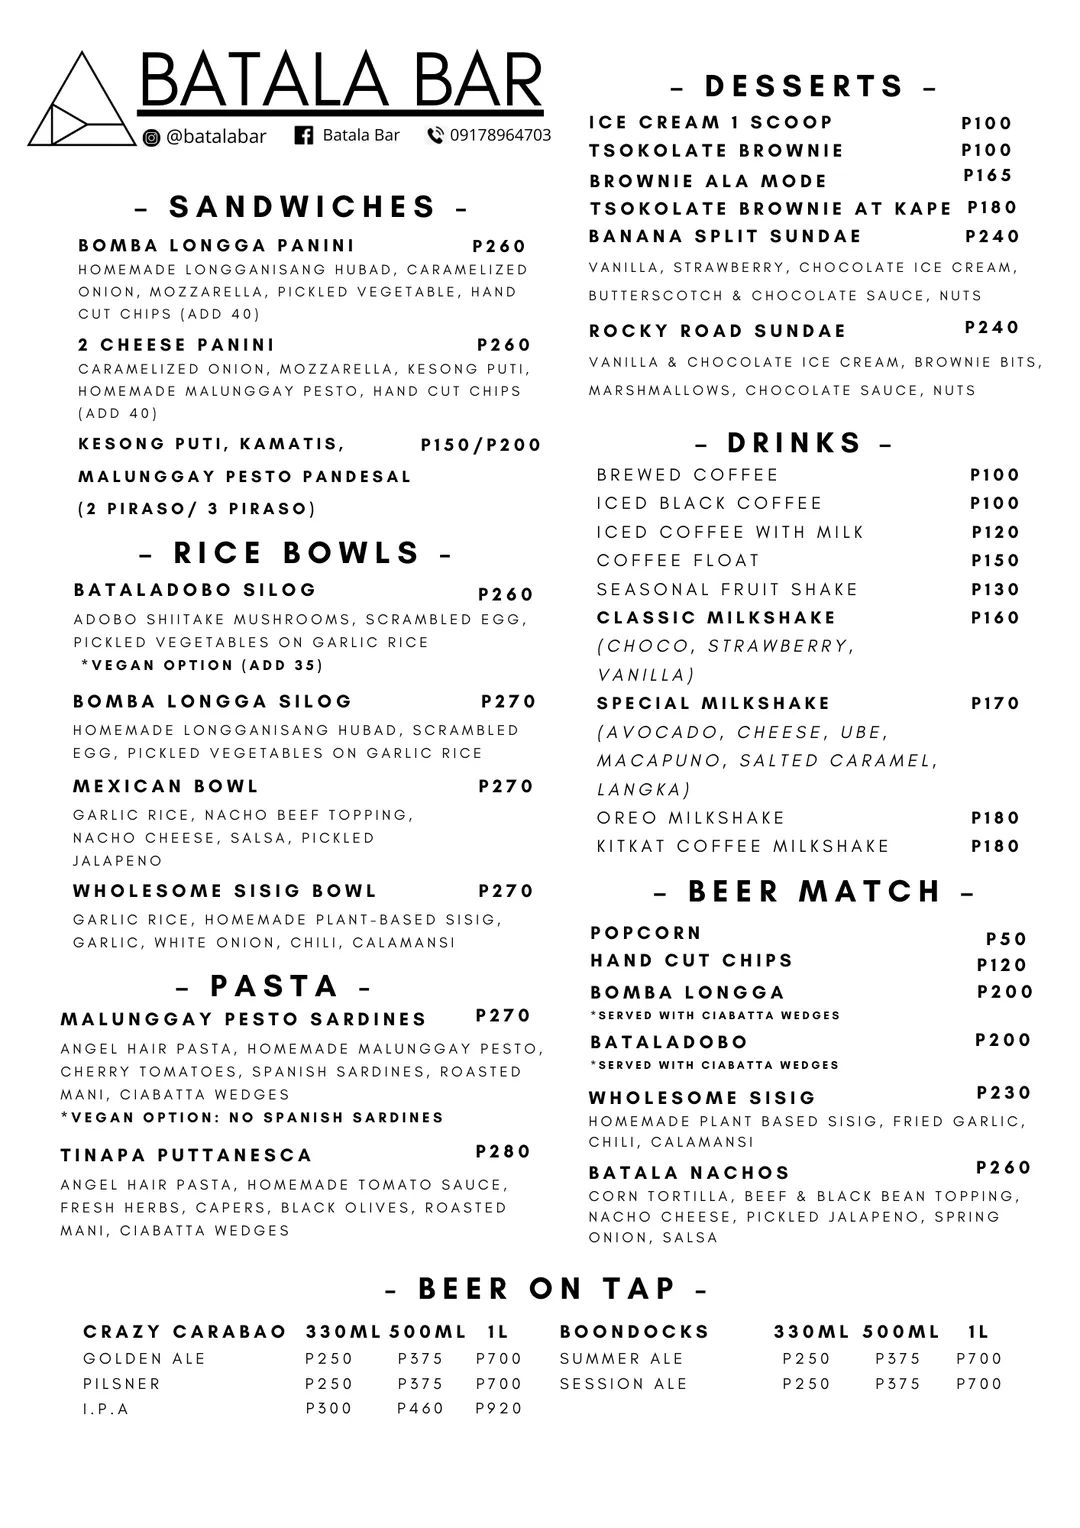 BATALA BAR
@batalabar Batala Bar 09178964703
- SANDWICHES -
BOMBA LONGGA PANINI P260
HOMEMADE LONGGANISANG HUBAD, CARAMELIZED
ONION, MOZZARELLA, PICKLED VEGETABLE, HAND
CUT CHIPS (ADD 40)
2 CHEESE PANINI P260
CARAMELIZED ONION, MOZZARELLA, KESONG PUTI,
HOMEMADE MALUNGGAY PESTO, HAND CUT CHIPS
(ADD 40)
KESONG PUTI, KAMATIS, P150/P200
MALUNGGAY PESTO PANDESAL
(2 PIRASO/ 3 PIRASO)
- RICE BOWLS -
BATALADOBO SILOG P260
ADOBO SHIITAKE MUSHROOMS, SCRAMBLED EGG,
PICKLED VEGETABLES ON GARLIC RICE
*VEGAN OPTION (ADD 35)
BOMBA LONGGA SILOG P270
HOMEMADE LONGGANISANG HUBAD, SCRAMBLED
EGG, PICKLED VEGETABLES ON GARLIC RICE
MEXICAN BOWL P270
GARLIC RICE, NACHO BEEF TOPPING,
NACHO CHEESE, SALSA, PICKLED
JALAPENO
WHOLESOME SISIG BOWL P270
GARLIC RICE, HOMEMADE PLANT-BASED SISIG,
GARLIC, WHITE ONION, CHILI, CALAMANSI
- PASTA -
MALUNGGAY PESTO SARDINES P270
ANGEL HAIR PASTA, HOMEMADE MALUNGGAY PESTO,
CHERRY TOMATOES, SPANISH SARDINES, ROASTED
MANI, CIABATTA WEDGES
*VEGAN OPTION: NO SPANISH SARDINES
TINAPA PUTTANESCA P280
ANGEL HAIR PASTA, HOMEMADE TOMATO SAUCE,
FRESH HERBS, CAPERS, BLACK OLIVES, ROASTED
MANI, CIABATTA WEDGES
- DESSERTS -
ICE CREAM 1 SCOOP P100
TSOKOLATE BROWNIE P100
BROWNIE ALA MODE P165
TSOKOLATE BROWNIE AT KAPE P180
BANANA SPLIT SUNDAE P240
VANILLA, STRAWBERRY, CHOCOLATE ICE CREAM,
BUTTERSCOTCH & CHOCOLATE SAUCE, NUTS
ROCKY ROAD SUNDAE P240
VANILLA & CHOCOLATE ICE CREAM, BROWNIE BITS,
MARSHMALLOWS, CHOCOLATE SAUCE, NUTS
- DRINKS -
BREWED COFFEE P100
ICED BLACK COFFEE P100
ICED COFFEE WITH MILK P120
COFFEE FLOAT P150
SEASONAL FRUIT SHAKE P130
CLASSIC MILKSHAKE P160
(CHOCO, STRAWBERRY,
VANILLA)
SPECIAL MILKSHAKE P170
(AVOCADO, CHEESE, UBE,
MACAPUNO, SALTED CARAMEL,
LANGKA)
OREO MILKSHAKE P180
KITKAT COFFEE MILKSHAKE P180
- BEER MATCH -
POPCORN P50
HAND CUT CHIPS P120
BOMBA LONGGA P200
*SERVED WITH CIABATTA WEDGES
BATALADOBO P200
*SERVED WITH CIABATTA WEDGES
WHOLESOME SISIG P230
HOMEMADE PLANT BASED SISIG, FRIED GARLIC,
CHILI, CALAMANSI
BATALA NACHOS P260
CORN TORTILLA, BEEF & BLACK BEAN TOPPING,
NACHO CHEESE, PICKLED JALAPENO, SPRING
ONION, SALSA
- BEER ON TAP -
CRAZY CARABAO 330ML 500ML 1L
GOLDEN ALE P250 P375 P700
PILSNER P250 P375 P700
I.P.A P300 P460 P920
BOONDOCKS 330ML 500ML 1L
SUMMER ALE P250 P375 P700
SESSION ALE P250 P375 P700